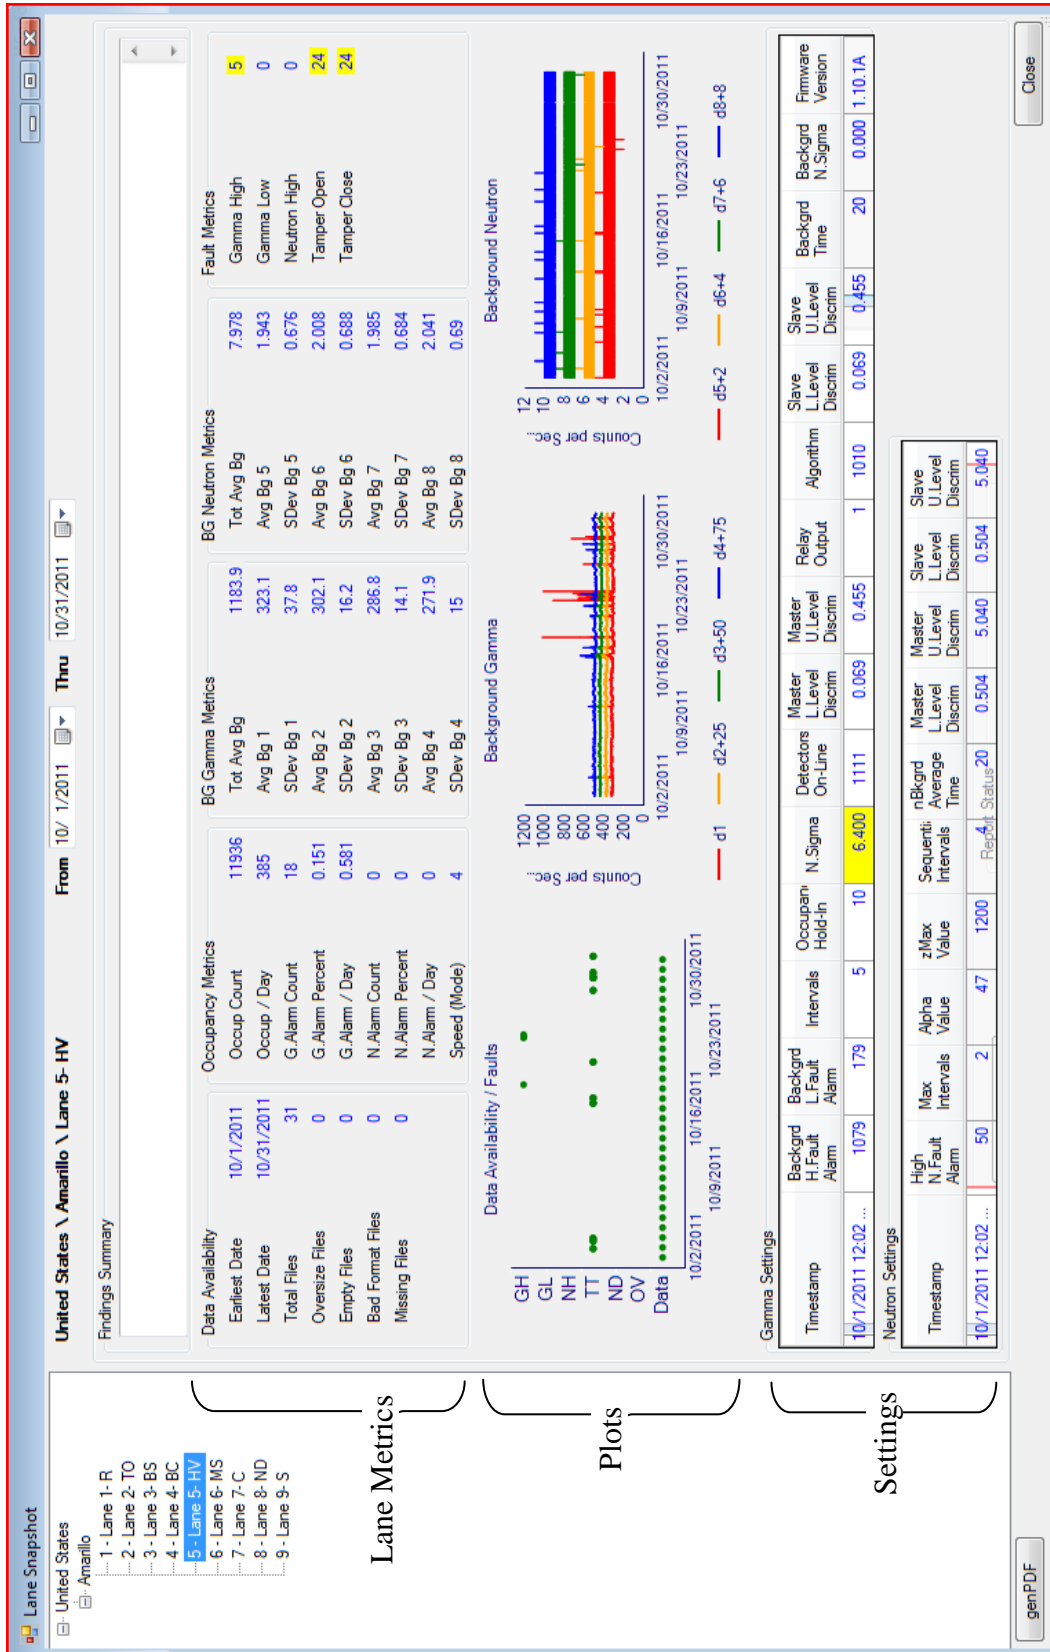 Lane Snapshot
United States
Amarillo
1 - Lane 1- R
2 - Lane 2- TO
3 - Lane 3- BS
4 - Lane 4- BC
5 - Lane 5- HV
6 - Lane 6- MS
7 - Lane 7- C
8 - Lane 8- ND
9 - Lane 9- S
United States \ Amarillo \ Lane 5- HV
From 10/ 1/2011 Thru 10/31/2011
Findings Summary
Lane Metrics
Data Availability
Earliest Date 10/1/2011
Latest Date 10/31/2011
Total Files 31
Oversize Files 0
Empty Files 0
Bad Format Files 0
Missing Files 0
Occupancy Metrics
Occup Count 11936
Occup / Day 385
G.Alarm Count 18
G.Alarm Percent 0.151
G.Alarm / Day 0.581
N.Alarm Count 0
N.Alarm Percent 0
N.Alarm / Day 0
Speed (Mode) 4
BG Gamma Metrics
Tot Avg Bg 1183.9
Avg Bg 1 323.1
SDev Bg 1 37.8
Avg Bg 2 302.1
SDev Bg 2 16.2
Avg Bg 3 286.8
SDev Bg 3 14.1
Avg Bg 4 271.9
SDev Bg 4 15
BG Neutron Metrics
Tot Avg Bg 7.978
Avg Bg 5 1.943
SDev Bg 5 0.676
Avg Bg 6 2.008
SDev Bg 6 0.688
Avg Bg 7 1.985
SDev Bg 7 0.684
Avg Bg 8 2.041
SDev Bg 8 0.69
Fault Metrics
Gamma High 5
Gamma Low 0
Neutron High 0
Tamper Open 24
Tamper Close 24
Plots
Data Availability / Faults
GH
GL
NH
TT
ND
OV
Data
10/2/2011 10/16/2011 10/30/2011
10/9/2011 10/23/2011
Background Gamma
Counts per Sec...
1200
1000
800
600
400
200
0
10/2/2011 10/16/2011 10/30/2011
10/9/2011 10/23/2011
d1 d2+25 d3+50 d4+75
Background Neutron
Counts per Sec...
12
10
8
6
4
2
0
10/2/2011 10/16/2011 10/30/2011
10/9/2011 10/23/2011
d5+2 d6+4 d7+6 d8+8
Settings
Gamma Settings
Timestamp Backgrd H.Fault Alarm Backgrd L.Fault Alarm Intervals Occupan Hold-In N.Sigma Detectors On-Line Master L.Level Discrim Master U.Level Discrim Relay Output Algorithm Slave L.Level Discrim Slave U.Level Discrim Backgrd Time Backgrd N.Sigma Firmware Version
10/1/2011 12:02 ... 1079 179 5 10 6.400 1111 0.069 0.455 1 1010 0.069 0.455 20 0.000 1.10.1A
Neutron Settings
Timestamp High N.Fault Alarm Max Intervals Alpha Value zMax Value Sequenti Intervals nBkgrd Average Time Master L.Level Discrim Master U.Level Discrim Slave L.Level Discrim Slave U.Level Discrim
10/1/2011 12:02 ... 50 2 47 1200 4 20 0.504 5.040 0.504 5.040
Report Status
genPDF
Close